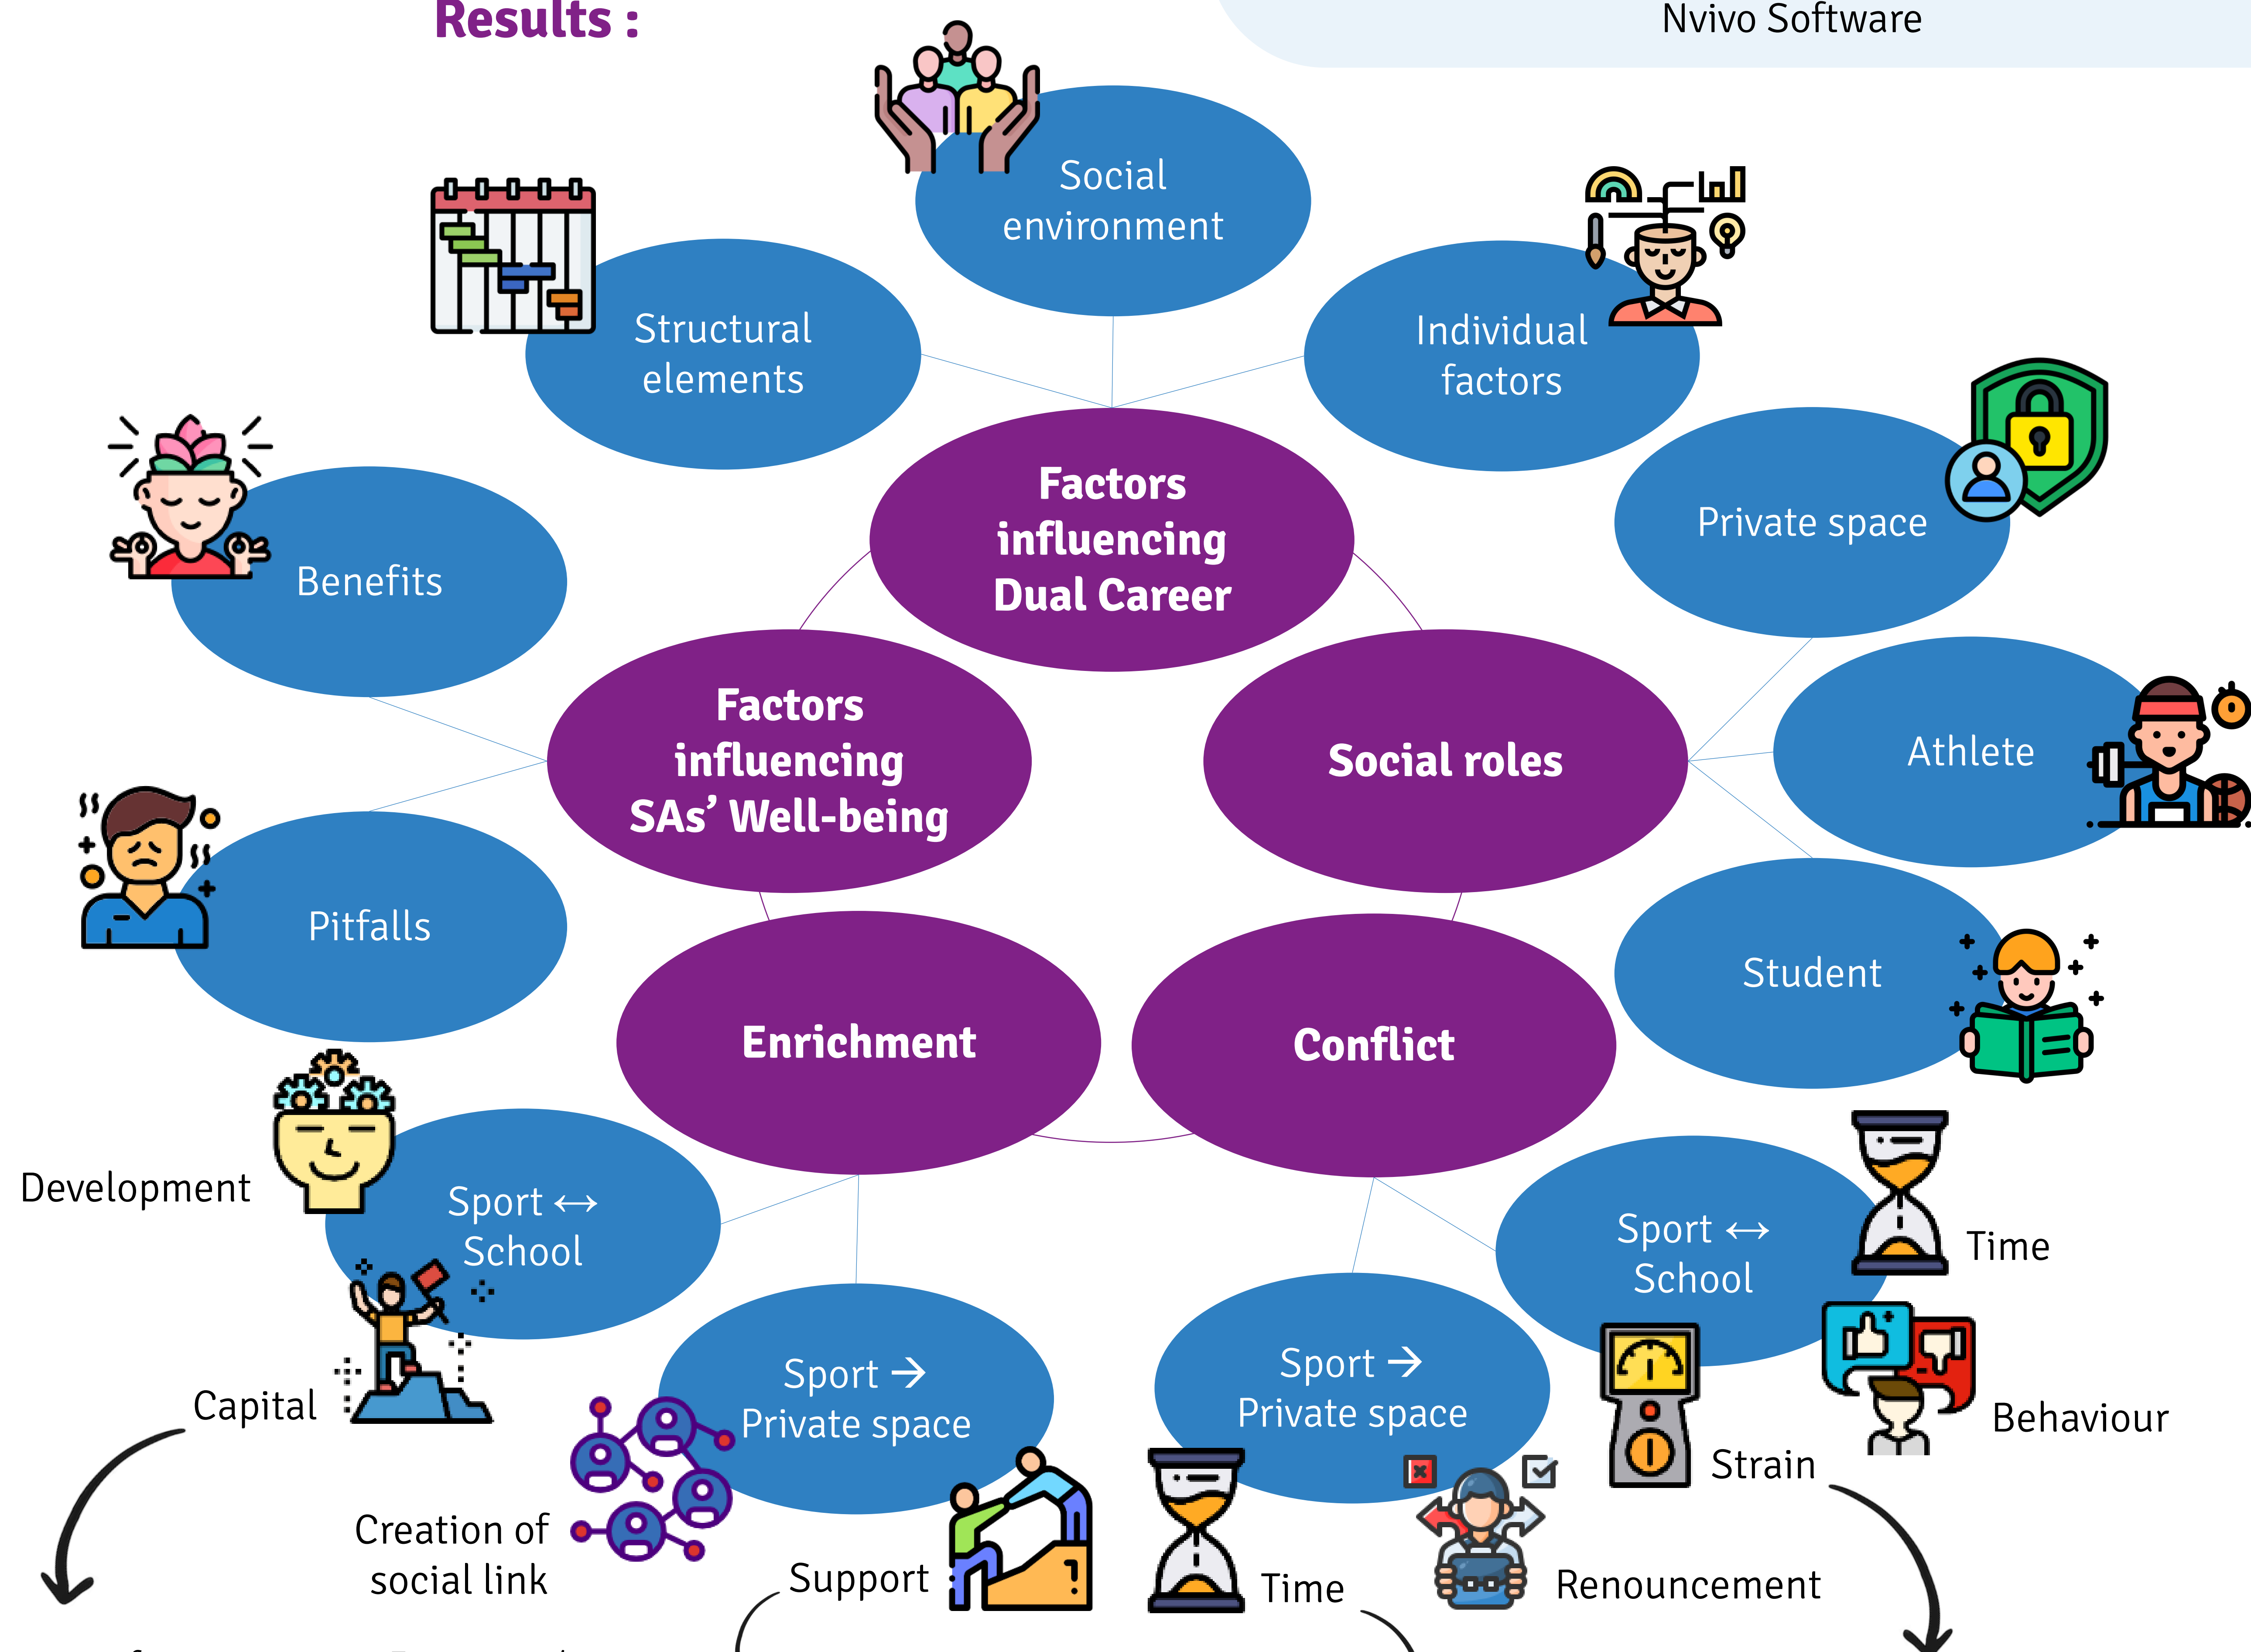 Results :
Nvivo Software
Social
environment
Structural
elements
Individual
factors
Factors
influencing
Dual Career
Private space
Benefits
Factors
influencing
SAs’ Well-being
Social roles
Athlete
Pitfalls
Student
Enrichment
Conflict
Development
Sport ↔
School
Sport ↔
School
Time
Capital
Sport →
Private space
Sport →
Private space
Behaviour
Strain
Creation of
social link
Support
Time
Renouncement